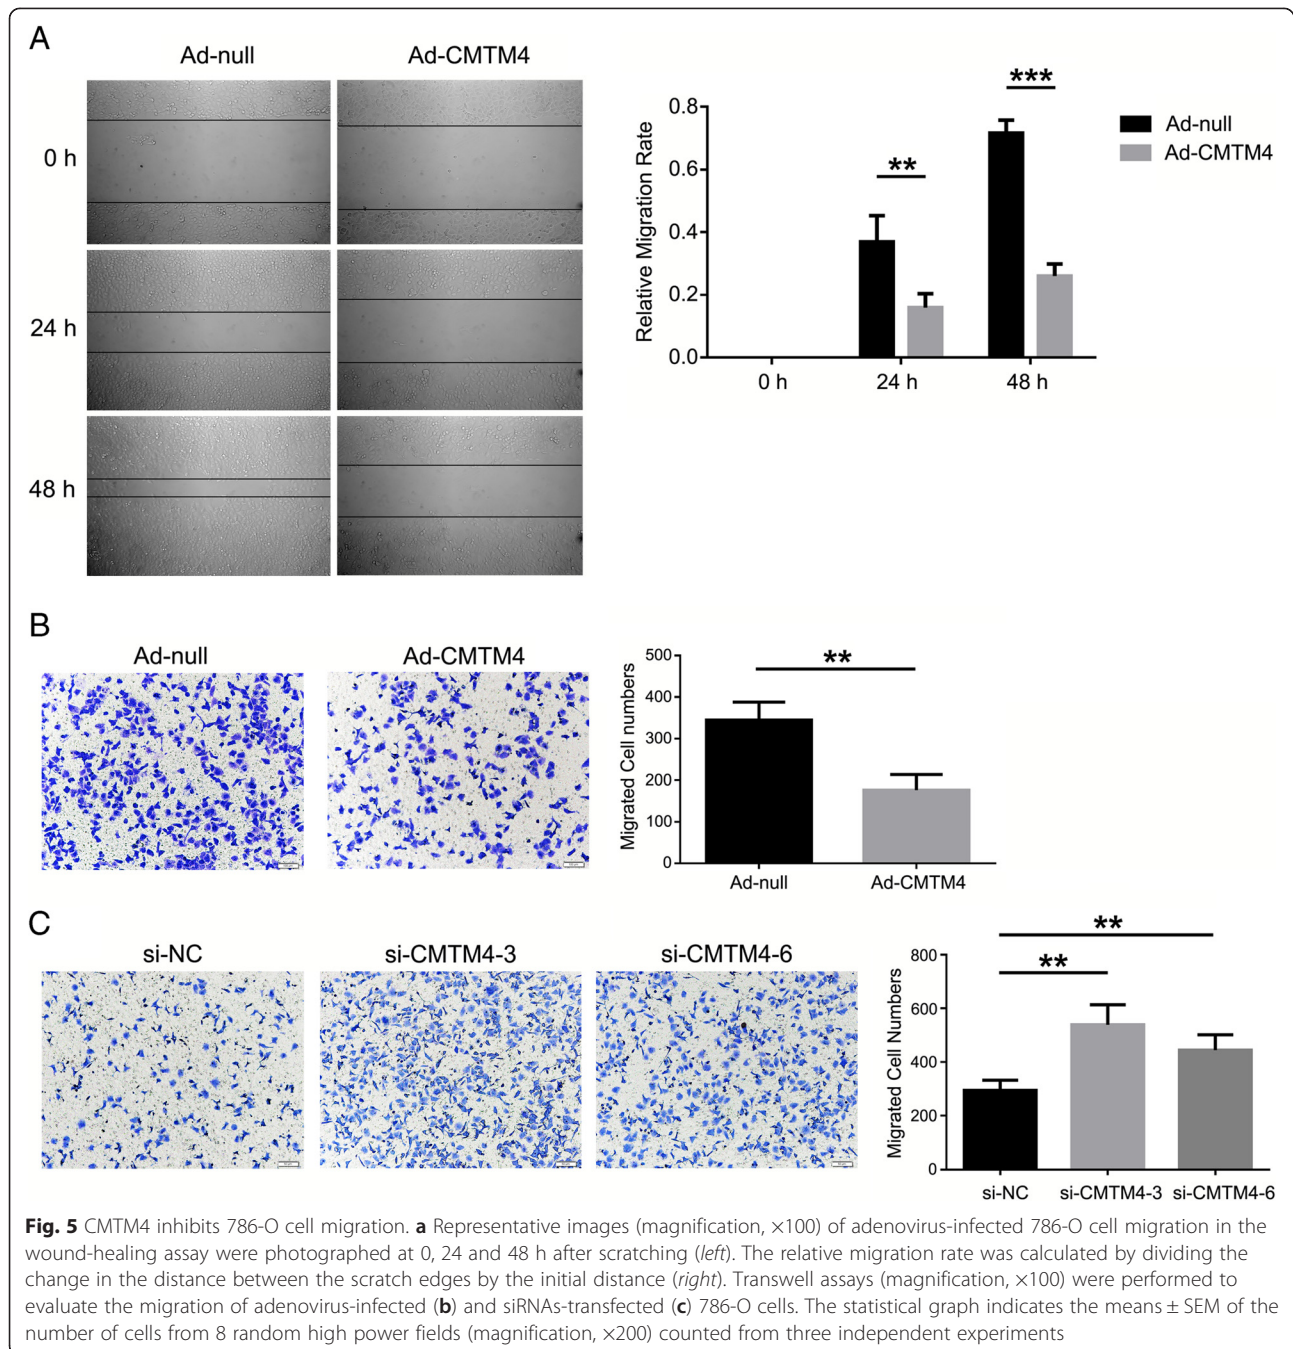 A
Ad-null Ad-CMTM4
0 h
24 h
48 h
Relative Migration Rate
0.8
0.6
0.4
0.2
0.0
***
**
0 h 24 h 48 h
Ad-null
Ad-CMTM4
B
Ad-null Ad-CMTM4
Migrated Cell numbers
500
400
300
200
100
0
**
Ad-null Ad-CMTM4
C
si-NC si-CMTM4-3 si-CMTM4-6
Migrated Cell Numbers
800
600
400
200
0
**
**
si-NC si-CMTM4-3 si-CMTM4-6
Fig. 5 CMTM4 inhibits 786-O cell migration. a Representative images (magnification, ×100) of adenovirus-infected 786-O cell migration in the
wound-healing assay were photographed at 0, 24 and 48 h after scratching (left). The relative migration rate was calculated by dividing the
change in the distance between the scratch edges by the initial distance (right). Transwell assays (magnification, ×100) were performed to
evaluate the migration of adenovirus-infected (b) and siRNAs-transfected (c) 786-O cells. The statistical graph indicates the means ± SEM of the
number of cells from 8 random high power fields (magnification, ×200) counted from three independent experiments